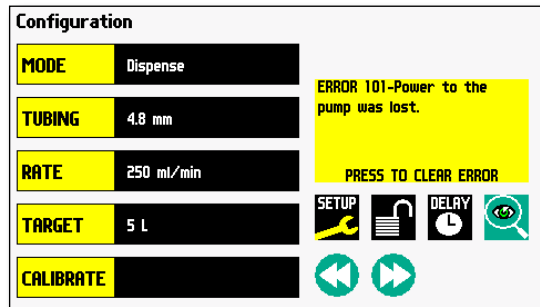 Configuration
MODE Dispense
TUBING 4.8 mm
RATE 250 ml/min
TARGET 5 L
CALIBRATE
ERROR 101-Power to the
pump was lost.
PRESS TO CLEAR ERROR
SETUP
DELAY